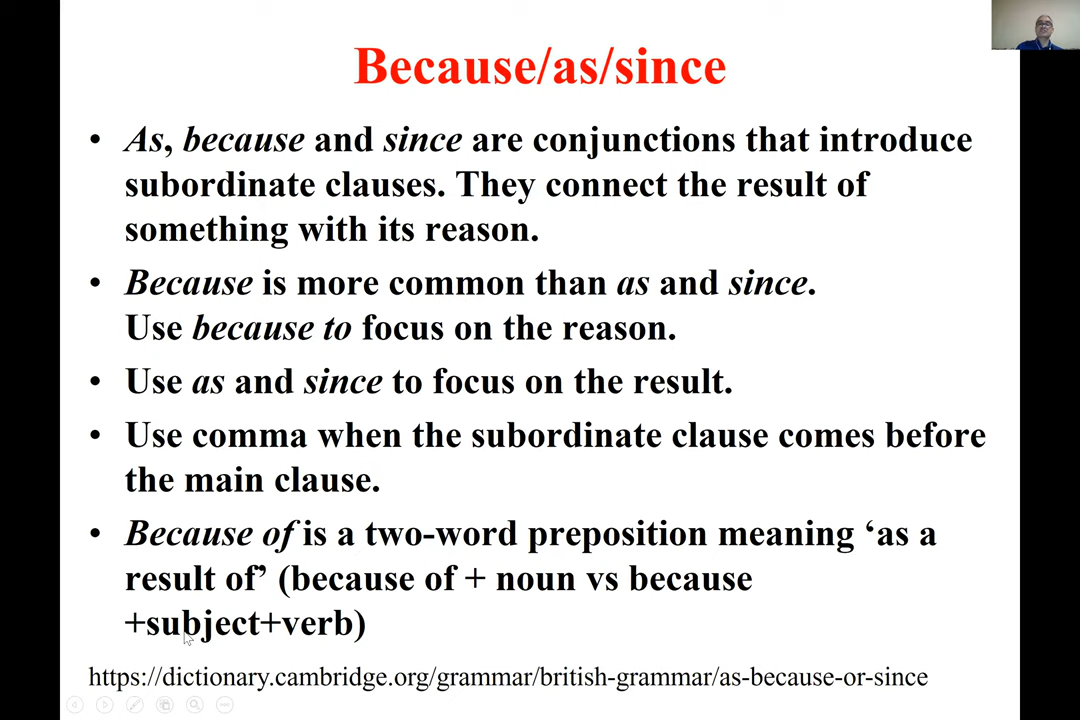 Because/as/since
• As, because and since are conjunctions that introduce
subordinate clauses. They connect the result of
something with its reason.
• Because is more common than as and since.
Use because to focus on the reason.
• Use as and since to focus on the result.
• Use comma when the subordinate clause comes before
the main clause.
• Because of is a two-word preposition meaning ‘as a
result of’ (because of + noun vs because
+subject+verb)
https://dictionary.cambridge.org/grammar/british-grammar/as-because-or-since